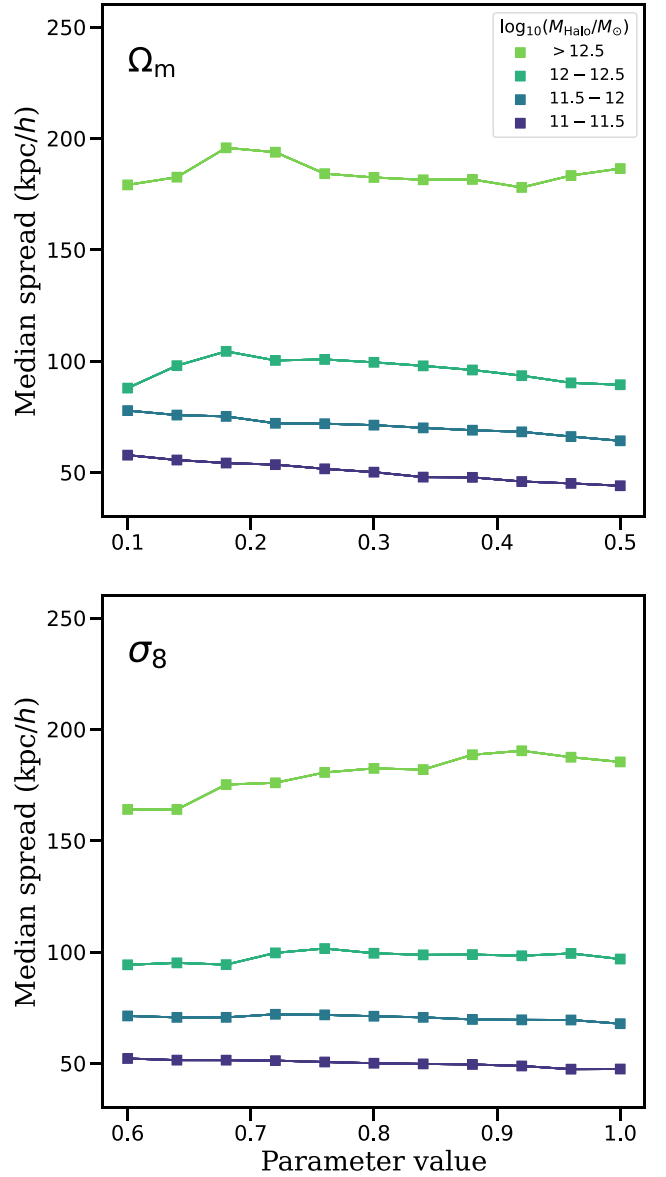 250
200
150
100
50
Median spread (kpc/h)
Ωm
log10(MHalo/M⊙)
> 12.5
12 − 12.5
11.5 − 12
11 − 11.5
0.1 0.2 0.3 0.4 0.5
250
200
150
100
50
Median spread (kpc/h)
σ8
0.6 0.7 0.8 0.9 1.0
Parameter value